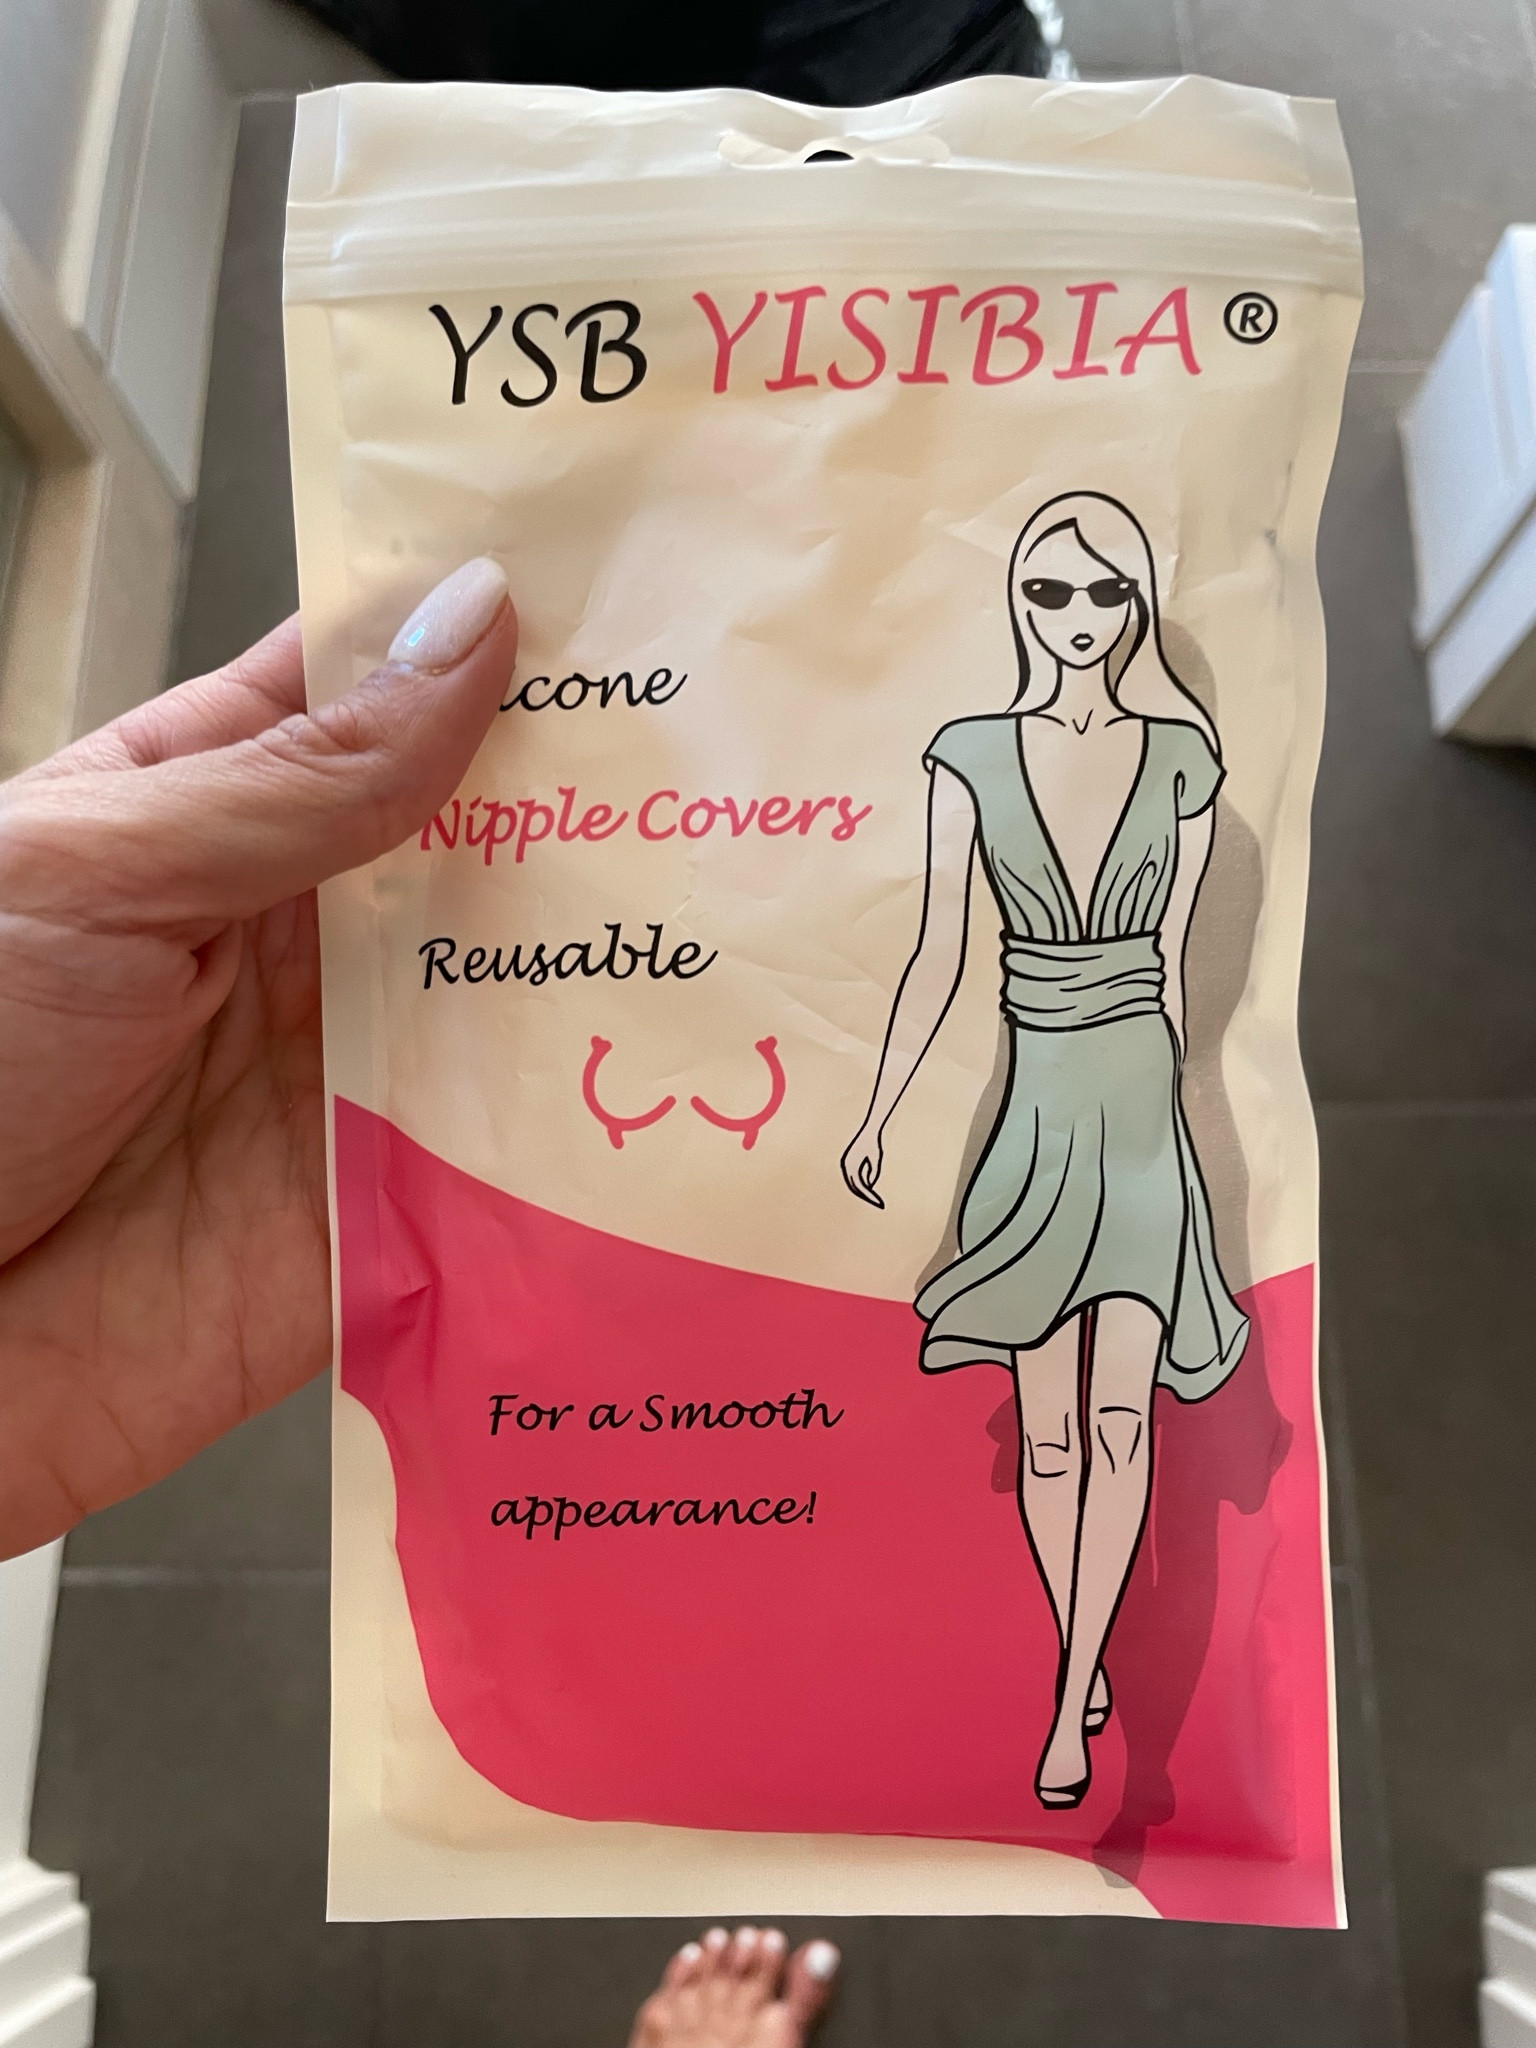 YSB YISIBIA®
icone
Nipple Covers
Reusable
For a Smooth
appearance!